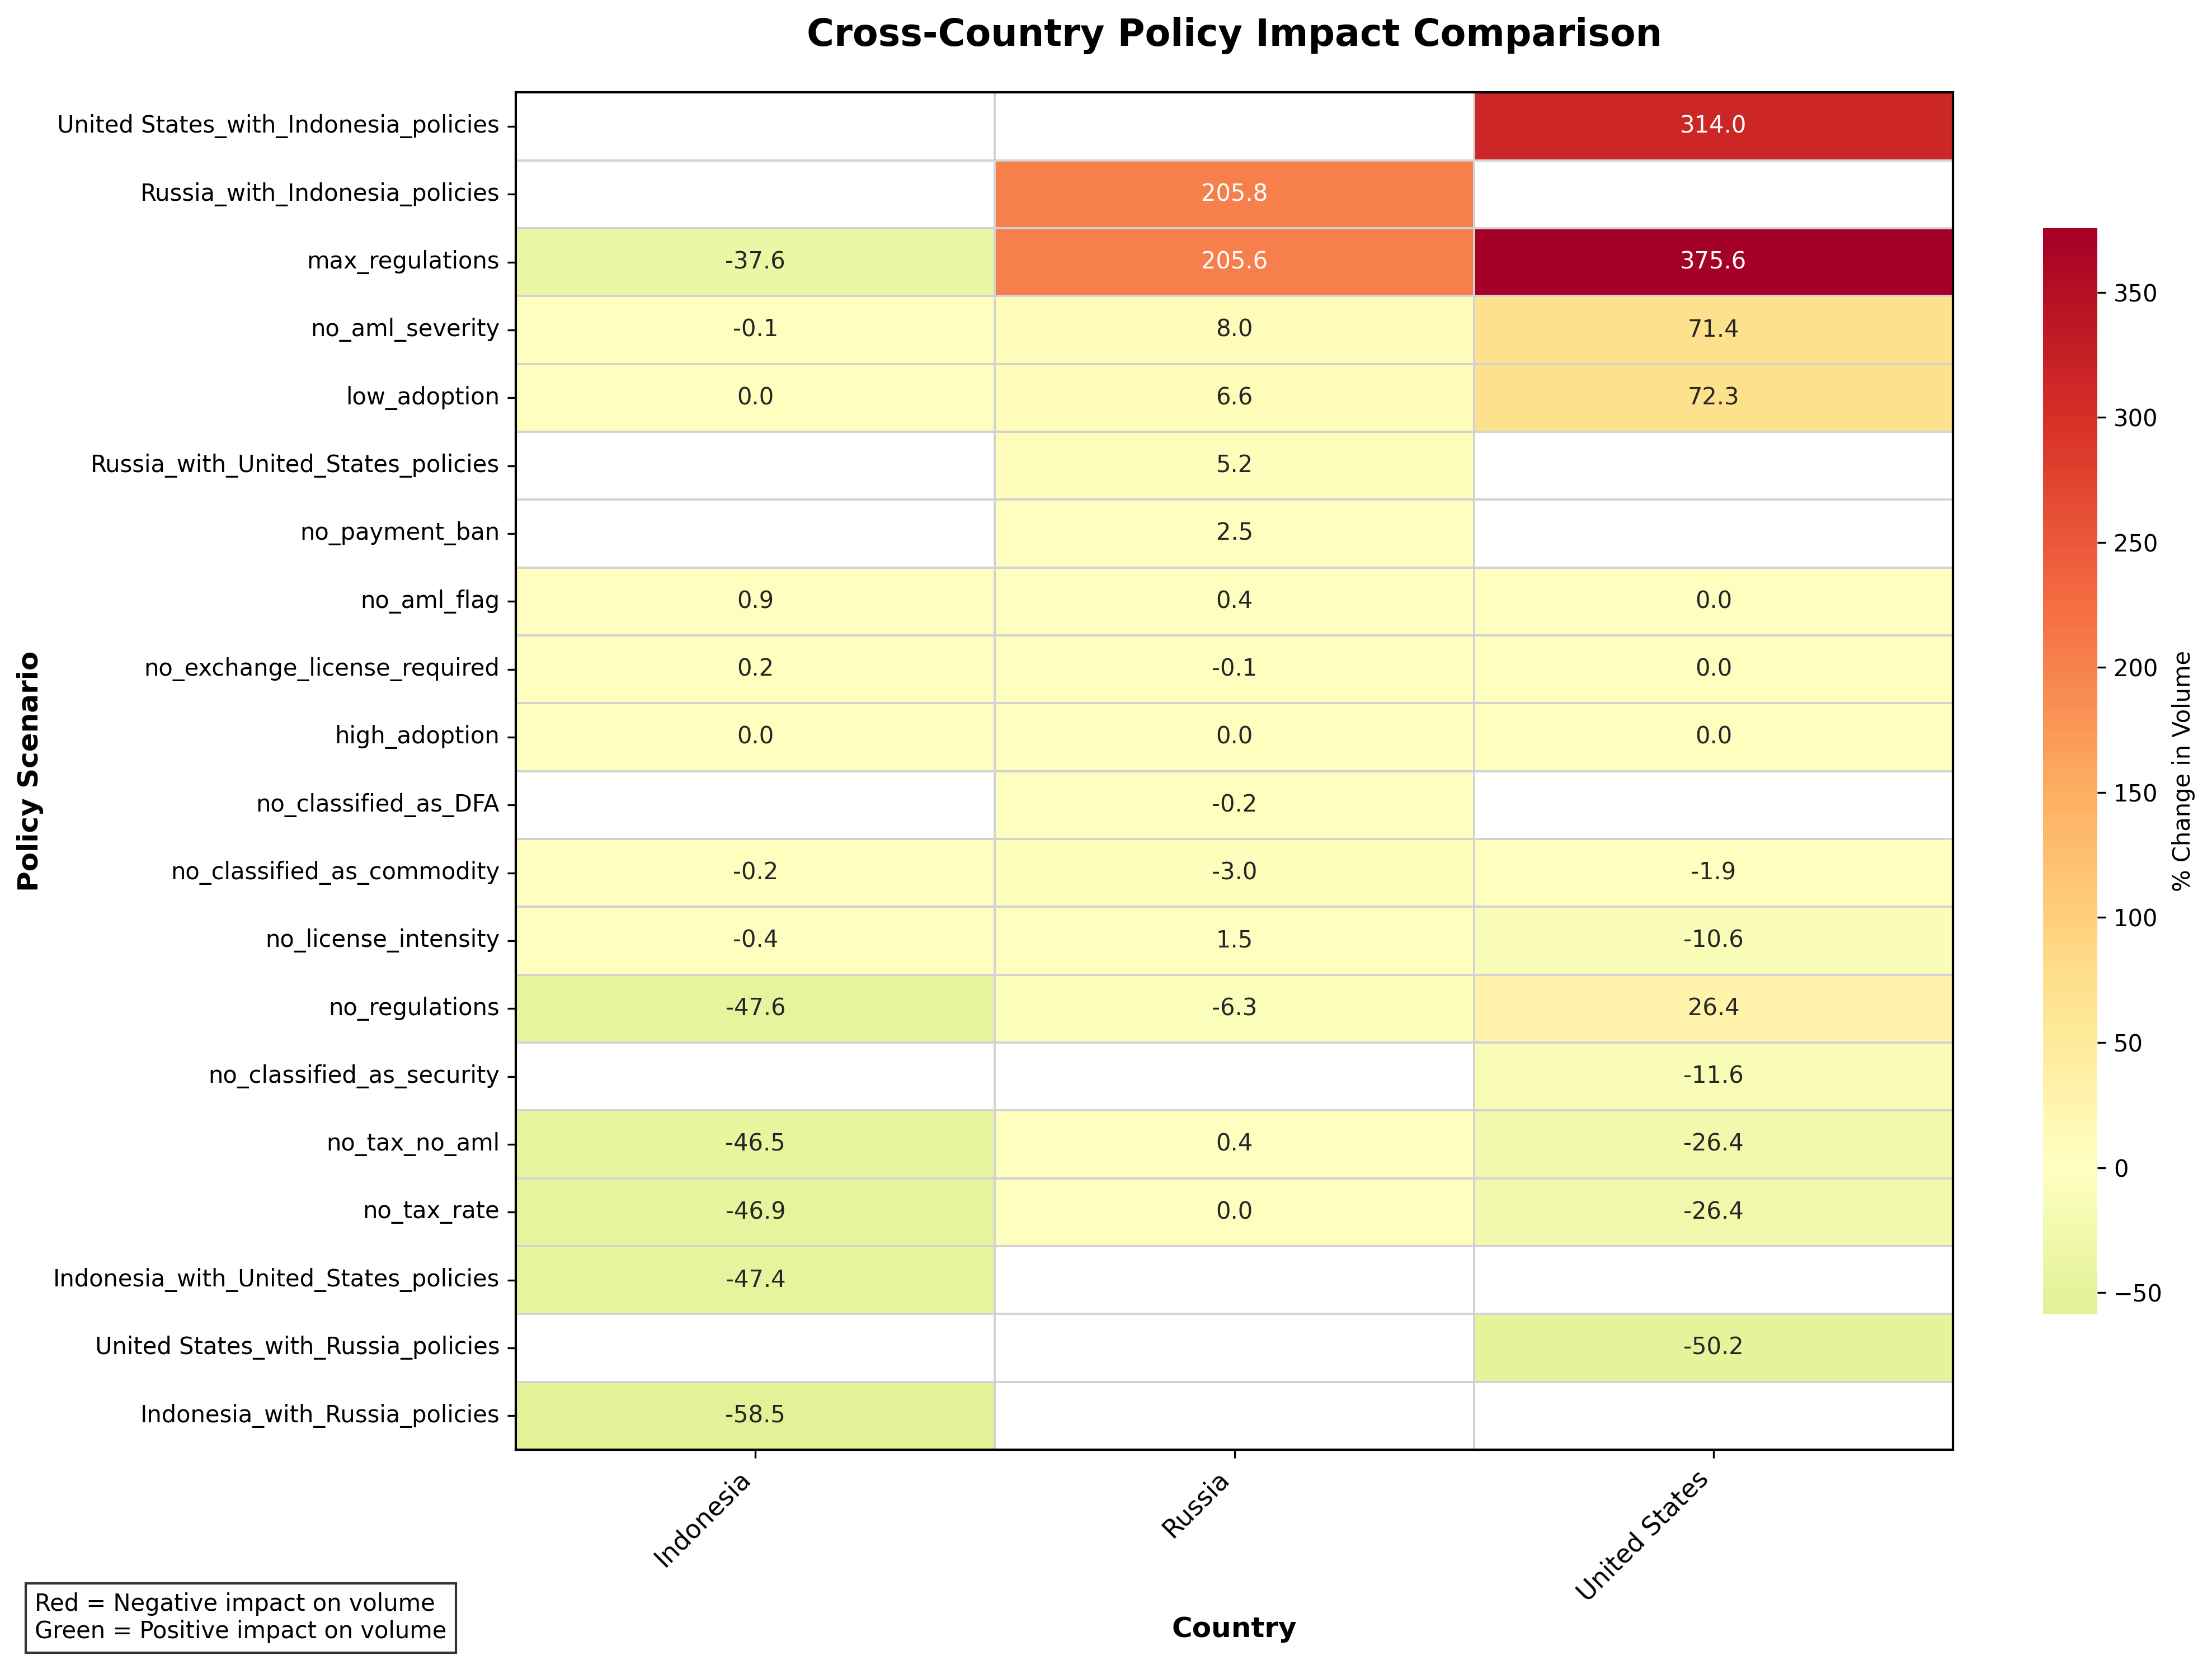 Cross-Country Policy Impact Comparison
United States_with_Indonesia_policies 314.0
Russia_with_Indonesia_policies 205.8
max_regulations -37.6 205.6 375.6
no_aml_severity -0.1 8.0 71.4
low_adoption 0.0 6.6 72.3
Russia_with_United_States_policies 5.2
no_payment_ban 2.5
no_aml_flag 0.9 0.4 0.0
no_exchange_license_required 0.2 -0.1 0.0
high_adoption 0.0 0.0 0.0
no_classified_as_DFA -0.2
no_classified_as_commodity -0.2 -3.0 -1.9
no_license_intensity -0.4 1.5 -10.6
no_regulations -47.6 -6.3 26.4
no_classified_as_security -11.6
no_tax_no_aml -46.5 0.4 -26.4
no_tax_rate -46.9 0.0 -26.4
Indonesia_with_United_States_policies -47.4
United States_with_Russia_policies -50.2
Indonesia_with_Russia_policies -58.5
Policy Scenario
Indonesia
Russia
United States
Country
350
300
250
200
150
100
50
0
−50
% Change in Volume
Red = Negative impact on volume
Green = Positive impact on volume